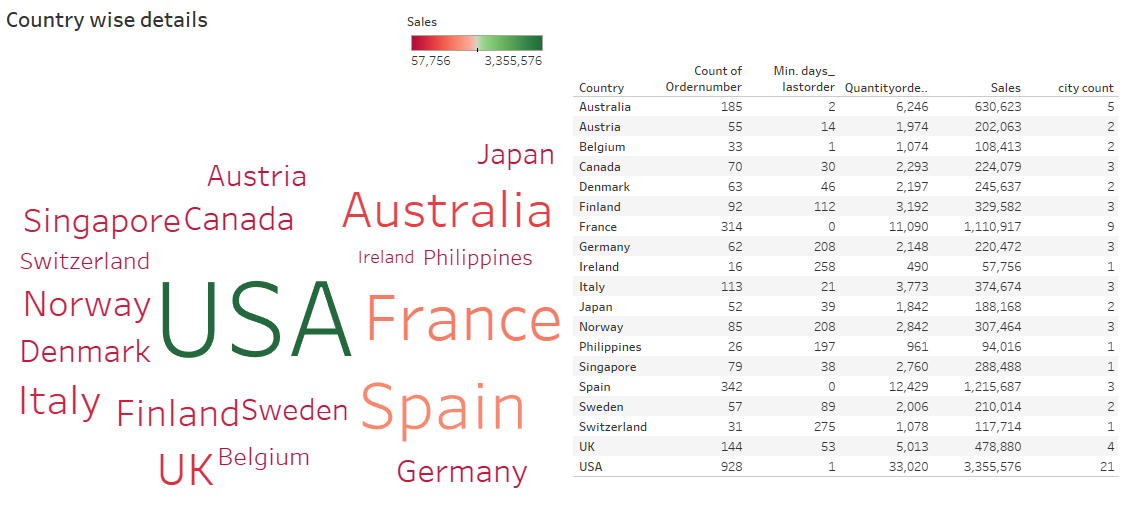 Country wise details
Sales
57,756 3,355,576
Japan
Austria
Australia
Singapore Canada
Switzerland
Ireland Philippines
USA
Norway
France
Denmark
Italy
Spain
Finland Sweden
UK
Belgium
Germany
Count of Min. days_
Country Ordernumber lastorder Quantityorde.. Sales city count
Australia 185 2 6,246 630,623 5
Austria 55 14 1,974 202,063 2
Belgium 33 1 1,074 108,413 2
Canada 70 30 2,293 224,079 3
Denmark 63 46 2,197 245,637 2
Finland 92 112 3,192 329,582 3
France 314 0 11,090 1,110,917 9
Germany 62 208 2,148 220,472 3
Ireland 16 258 490 57,756 1
Italy 113 21 3,773 374,674 3
Japan 52 39 1,842 188,168 2
Norway 85 208 2,842 307,464 3
Philippines 26 197 961 94,016 1
Singapore 79 38 2,760 288,488 1
Spain 342 0 12,429 1,215,687 3
Sweden 57 89 2,006 210,014 2
Switzerland 31 275 1,078 117,714 1
UK 144 53 5,013 478,880 4
USA 928 1 33,020 3,355,576 21